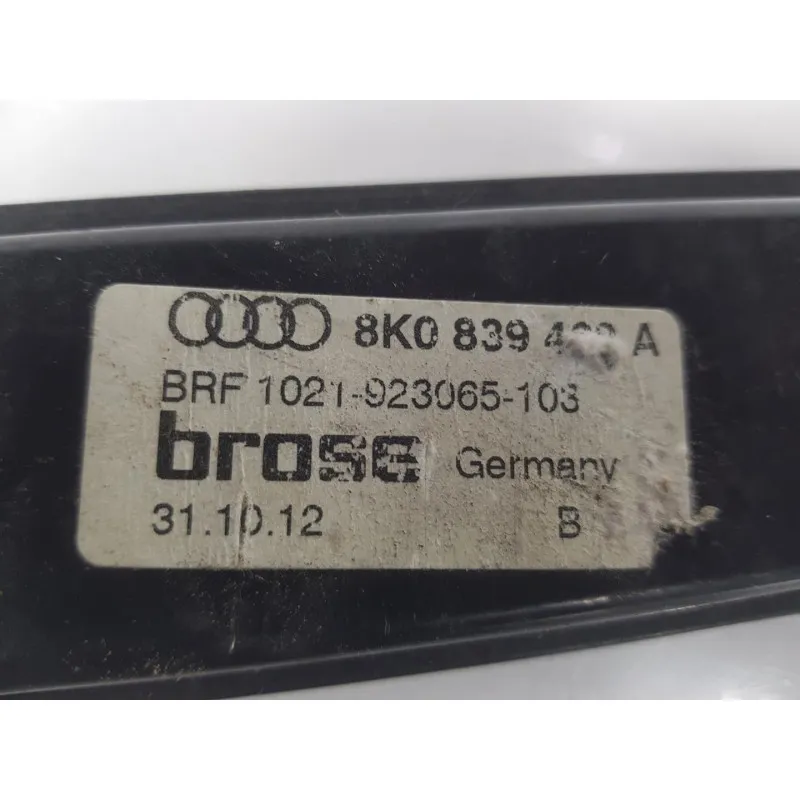 8K0 839 A
BRF 1021-923065-103
brose Germany
31.10.12 B